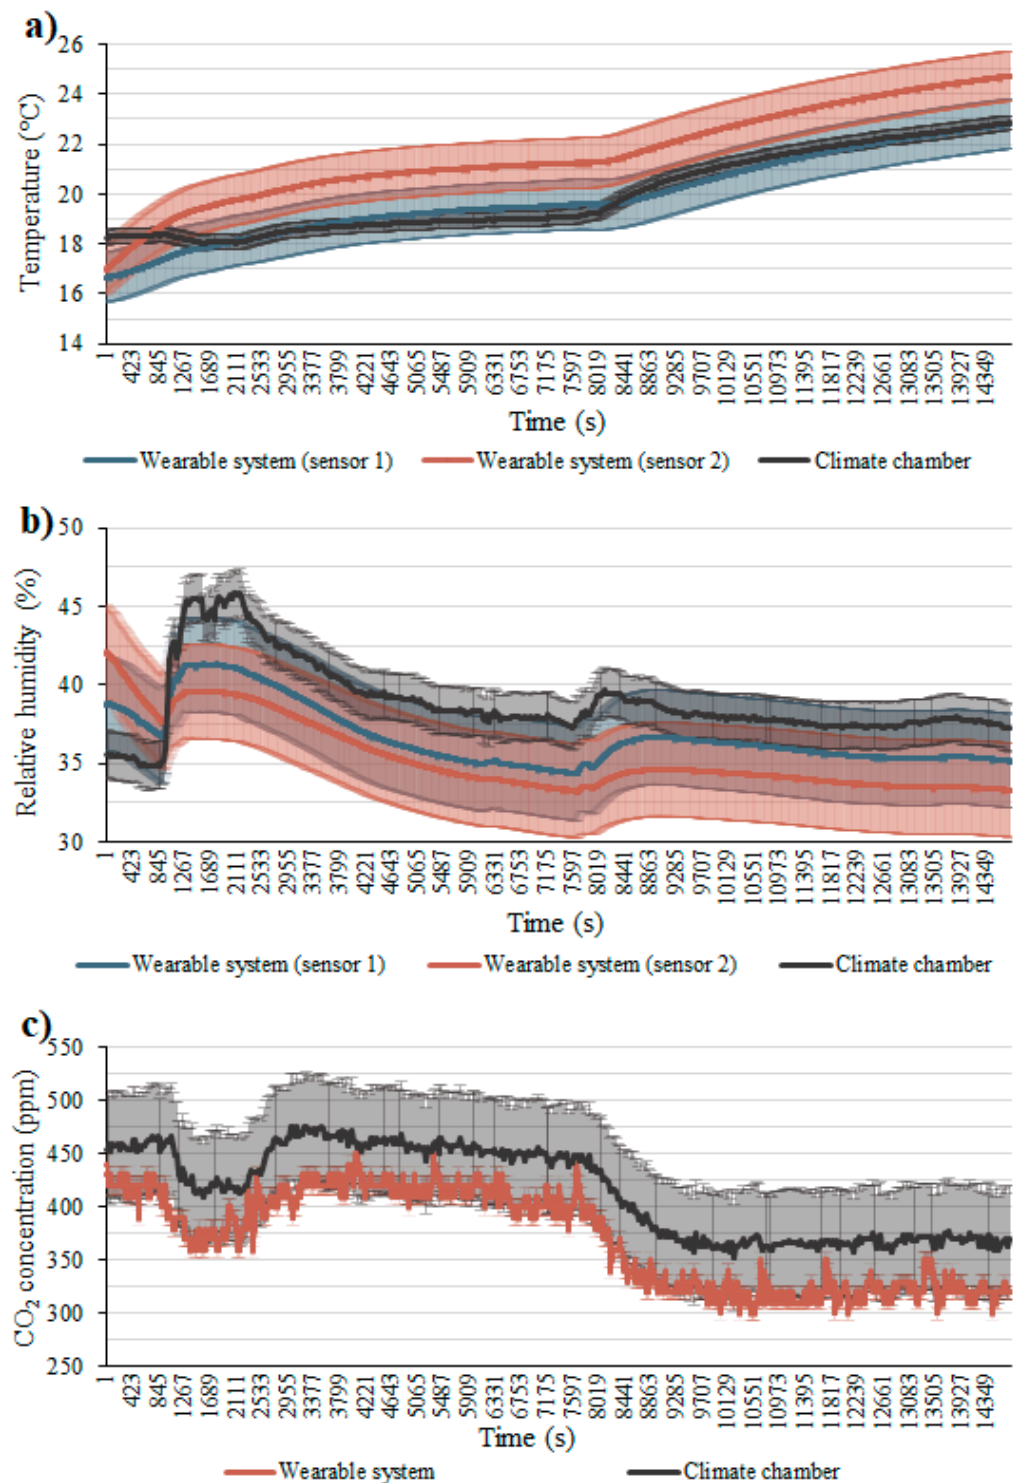 a)
26
24
22
20
18
16
14
Temperature (°C)
1 423 845 1267 1689 2111 2533 2955 3377 3799 4221 4643 5065 5487 5909 6331 6753 7175 7597 8019 8441 8863 9285 9707 10129 10551 10973 11395 11817 12239 12661 13083 13505 13927 14349
Time (s)
Wearable system (sensor 1) Wearable system (sensor 2) Climate chamber
b)
50
45
40
35
30
Relative humidity (%)
1 423 845 1267 1689 2111 2533 2955 3377 3799 4221 4643 5065 5487 5909 6331 6753 7175 7597 8019 8441 8863 9285 9707 10129 10551 10973 11395 11817 12239 12661 13083 13505 13927 14349
Time (s)
Wearable system (sensor 1) Wearable system (sensor 2) Climate chamber
c)
550
500
450
400
350
300
250
CO₂ concentration (ppm)
1 423 845 1267 1689 2111 2533 2955 3377 3799 4221 4643 5065 5487 5909 6331 6753 7175 7597 8019 8441 8863 9285 9707 10129 10551 10973 11395 11817 12239 12661 13083 13505 13927 14349
Time (s)
Wearable system Climate chamber